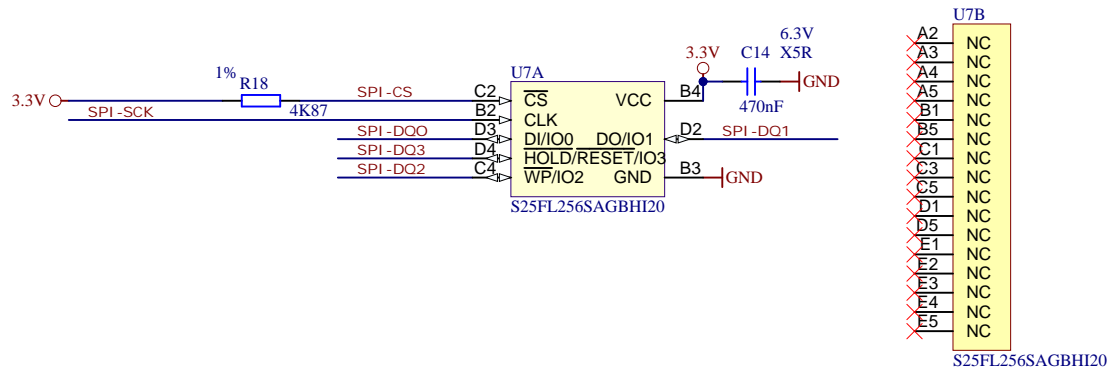 1%
R18
3.3V
4K87
SPI-CS
SPI-SCK
SPI-DQ0
SPI-DQ3
SPI-DQ2
C2
B2
D3
D4
C4
U7A
CS VCC
CLK
DI/IO0 DO/IO1
HOLD/RESET/IO3
WP/IO2 GND
S25FL256SAGBHI20
B4
D2
B3
3.3V
C14
6.3V
X5R
GND
470nF
SPI-DQ1
GND
U7B
A2 NC
A3 NC
A4 NC
A5 NC
B1 NC
B5 NC
C1 NC
C3 NC
C5 NC
D1 NC
D5 NC
E1 NC
E2 NC
E3 NC
E4 NC
E5 NC
S25FL256SAGBHI20